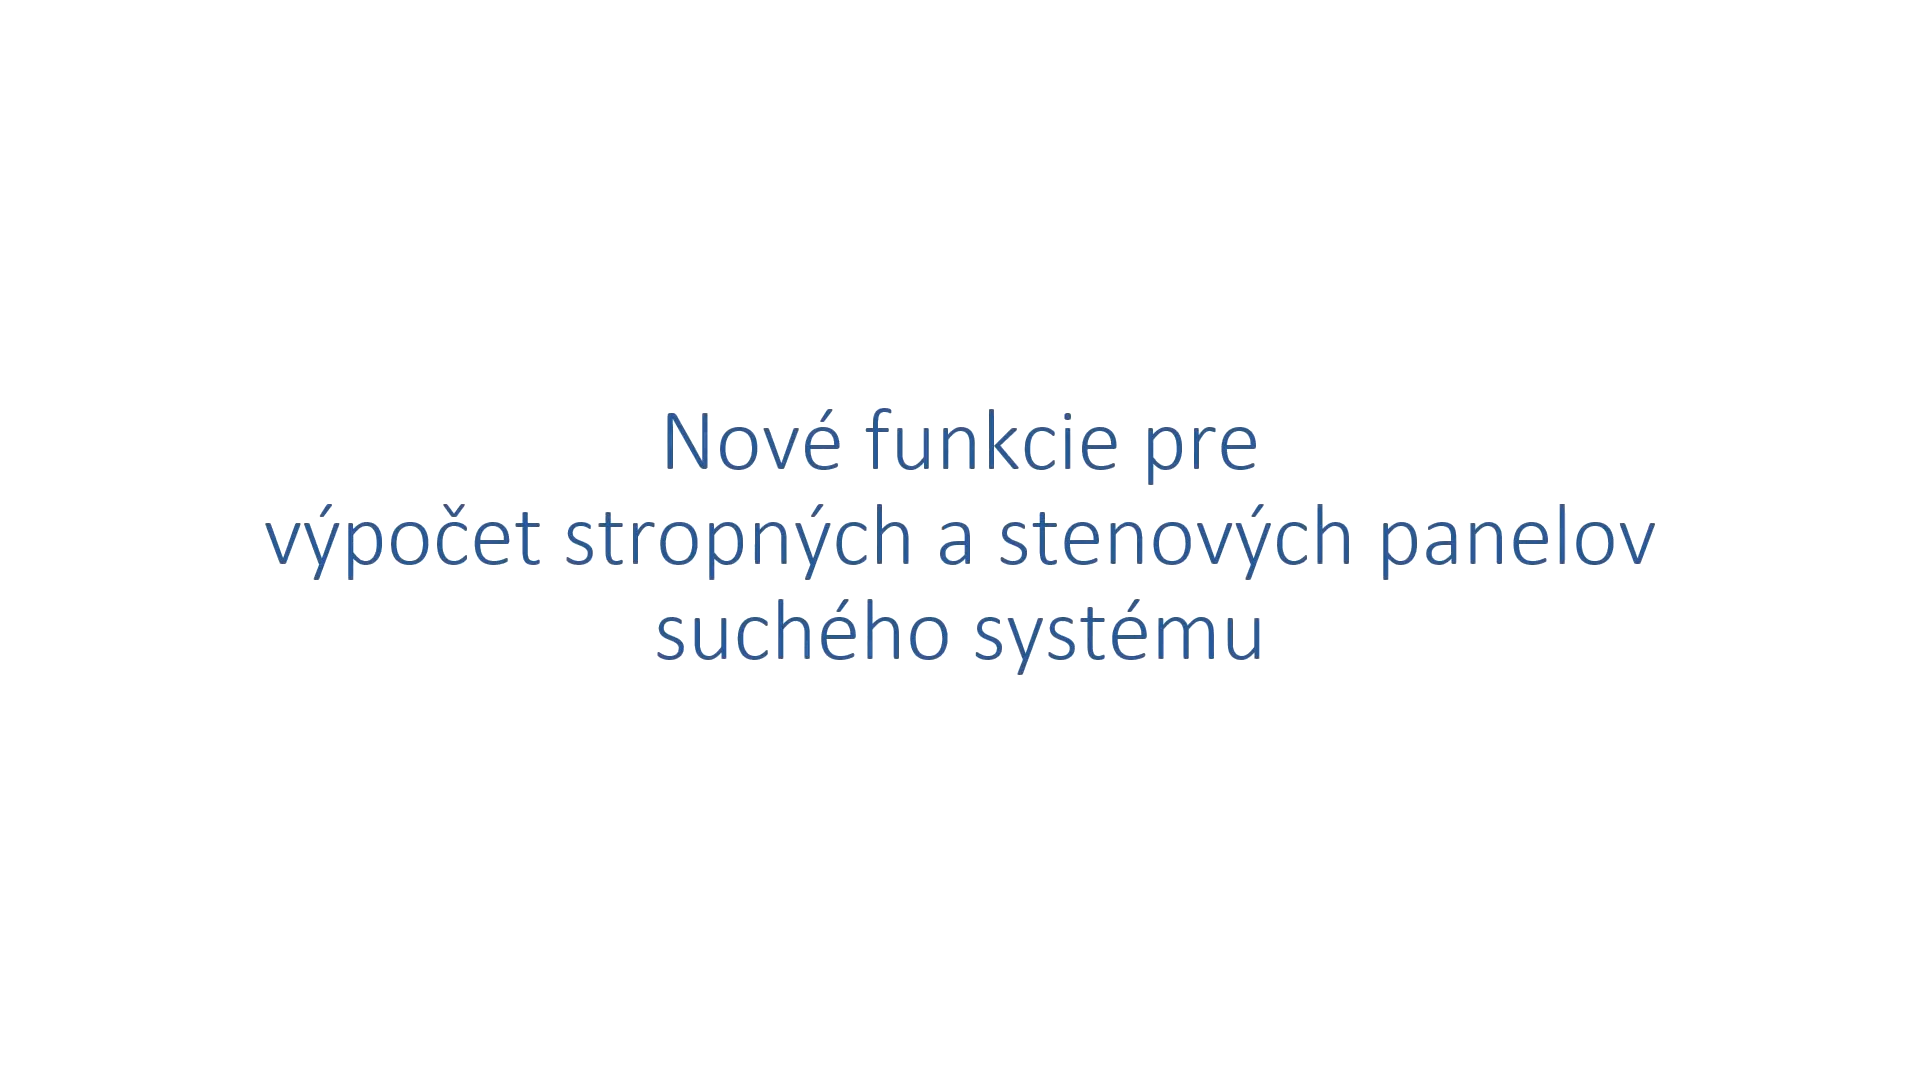 Nové funkcie pre
výpočet stropných a stenových panelov
suchého systému